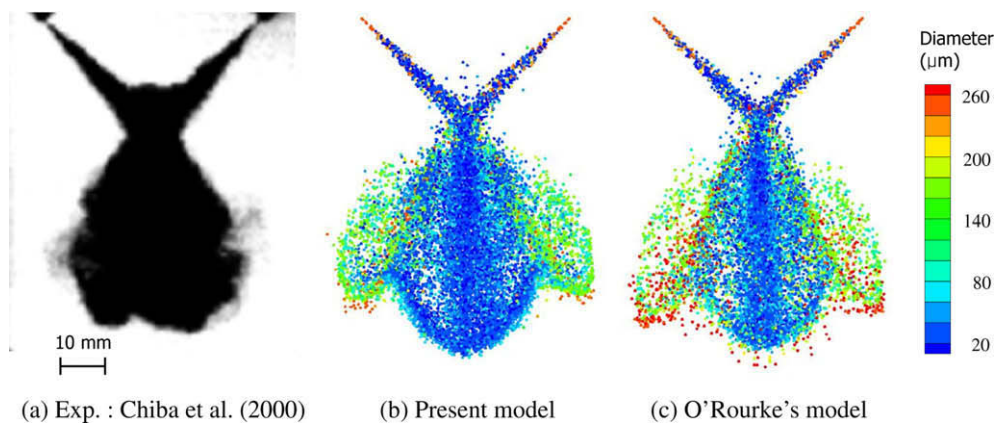 Diameter
(μm)
260
200
140
80
20
10 mm
(a) Exp. : Chiba et al. (2000)
(b) Present model
(c) O'Rourke's model